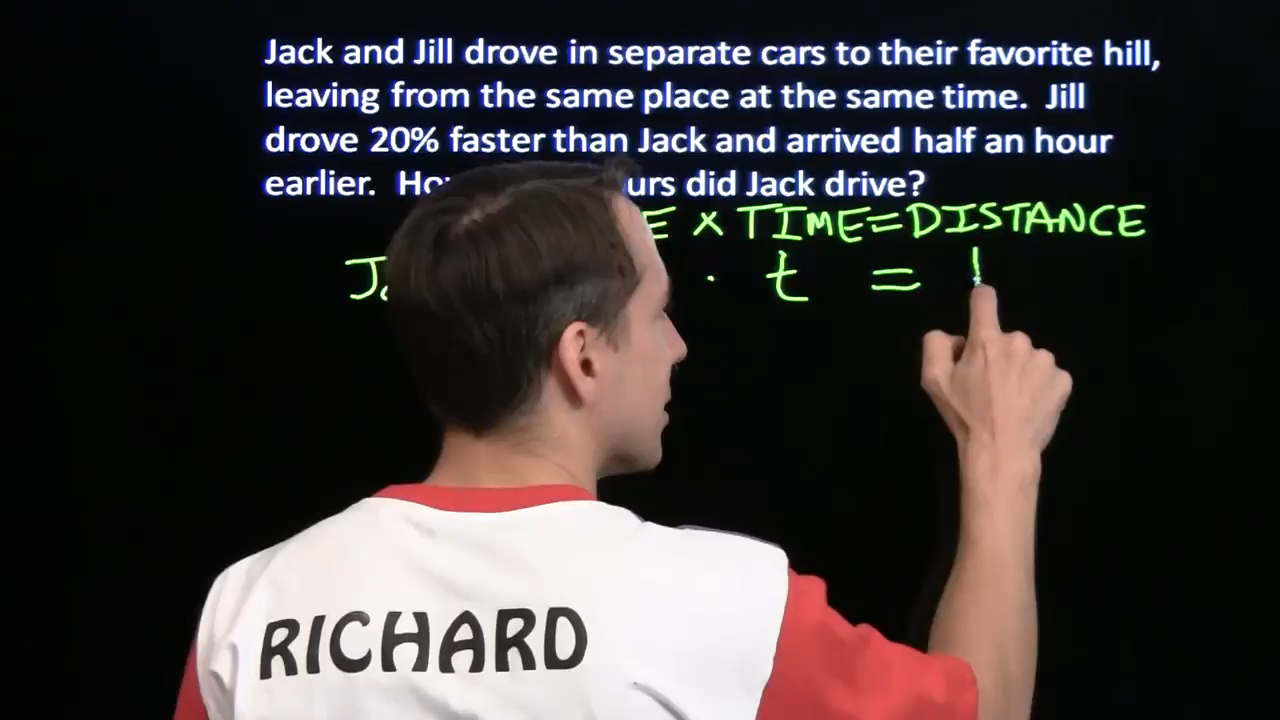 Jack and Jill drove in separate cars to their favorite hill,
leaving from the same place at the same time. Jill
drove 20% faster than Jack and arrived half an hour
earlier. did Jack drive?
× TIME=DISTANCE
· t =
RICHARD